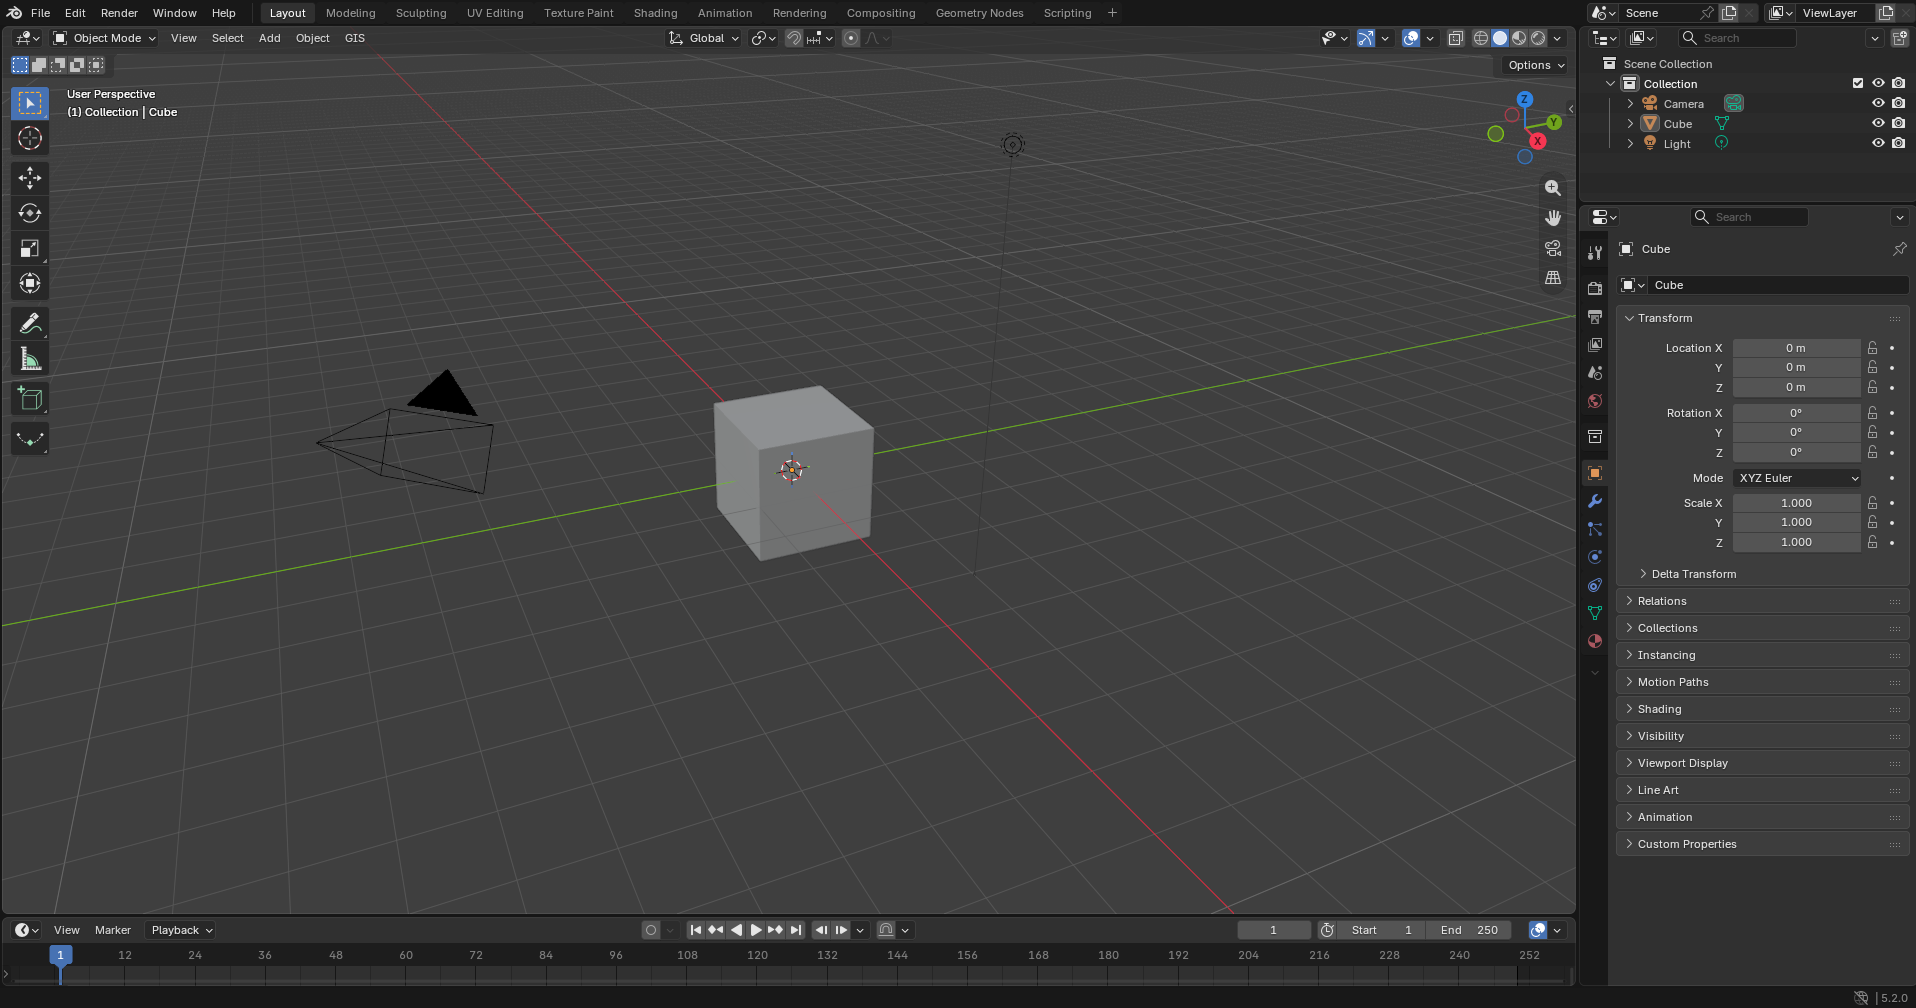 File Edit Render Window Help Layout Modeling Sculpting UV Editing Texture Paint Shading Animation Rendering Compositing Geometry Nodes Scripting Scene ViewLayer
Object Mode View Select Add Object GIS Global Search
Options
User Perspective
(1) Collection | Cube
Z
Y
X
Scene Collection
Collection
Camera
Cube
Light
Search
Cube
Cube
Transform
Location X 0 m
Y 0 m
Z 0 m
Rotation X 0°
Y 0°
Z 0°
Mode XYZ Euler
Scale X 1.000
Y 1.000
Z 1.000
Delta Transform
Relations
Collections
Instancing
Motion Paths
Shading
Visibility
Viewport Display
Line Art
Animation
Custom Properties
View Marker Playback 1 Start 1 End 250
1 12 24 36 48 60 72 84 96 108 120 132 144 156 168 180 192 204 216 228 240 252
5.2.0